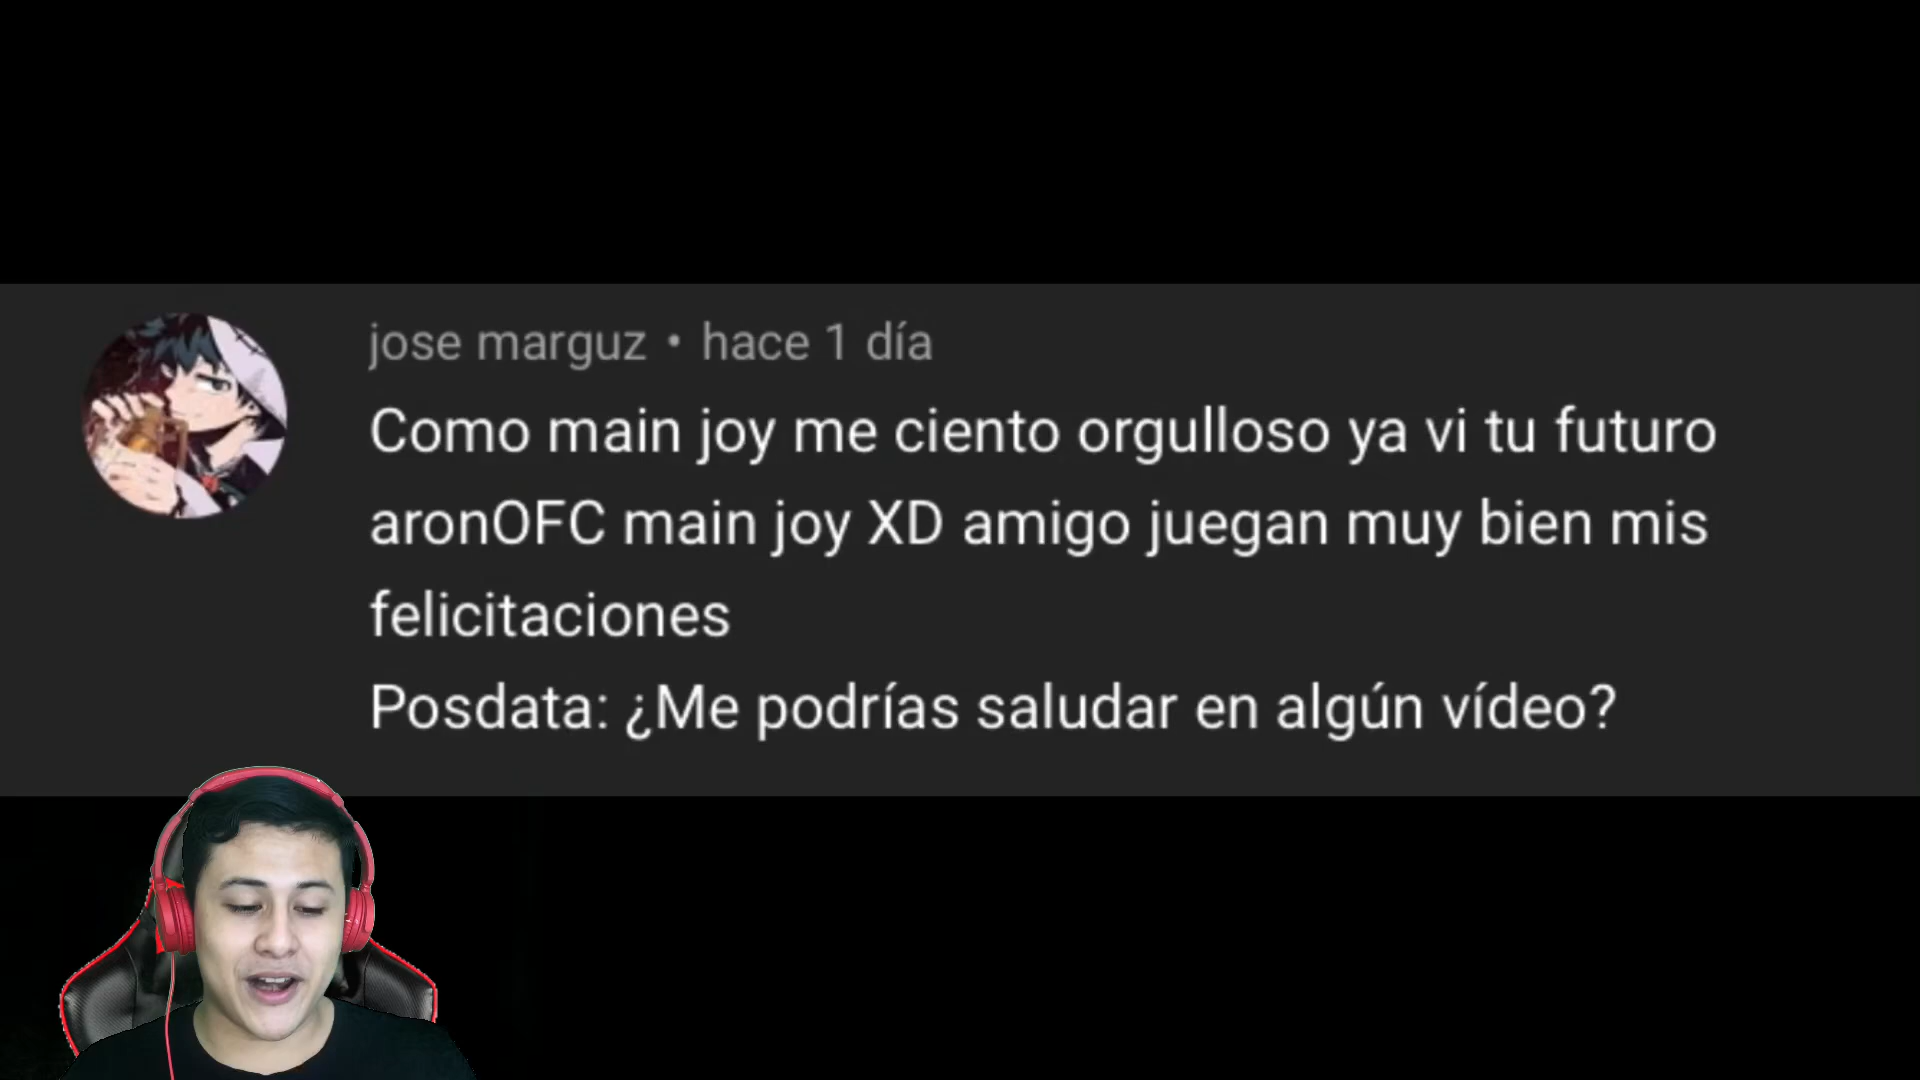 jose marguz • hace 1 día
Como main joy me ciento orgulloso ya vi tu futuro
aronOFC main joy XD amigo juegan muy bien mis
felicitaciones
Posdata: ¿Me podrías saludar en algún vídeo?